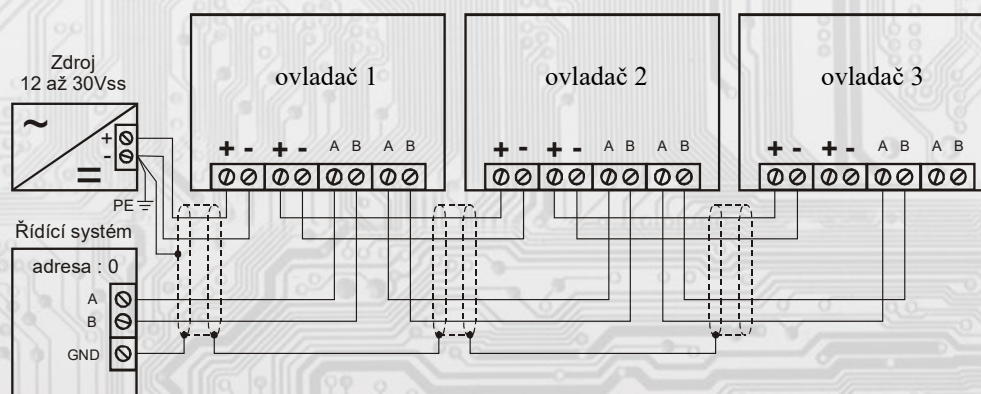 Zdroj
12 až 30Vss
~
=
+
-
PE
ovladač 1
+ - + - A B A B
ovladač 2
+ - + - A B A B
ovladač 3
+ - + - A B A B
Řídící systém
adresa : 0
A
B
GND